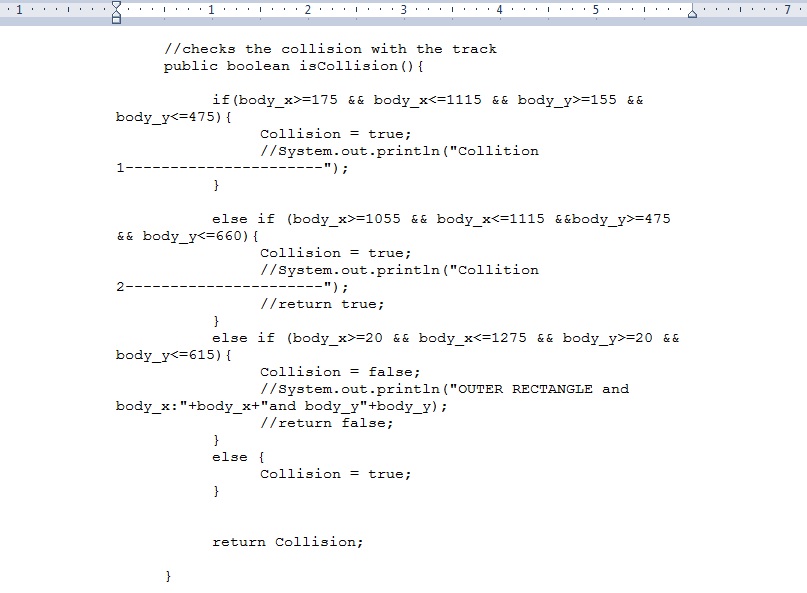 1 1 2 3 4 5 7
//checks the collision with the track
public boolean isCollision(){
if(body_x>=175 && body_x<=1115 && body_y>=155 &&
body_y<=475){
Collision = true;
//System.out.println("Collition
1----------------------");
}
else if (body_x>=1055 && body_x<=1115 &&body_y>=475
&& body_y<=660){
Collision = true;
//System.out.println("Collition
2----------------------");
//return true;
}
else if (body_x>=20 && body_x<=1275 && body_y>=20 &&
body_y<=615){
Collision = false;
//System.out.println("OUTER RECTANGLE and
body_x:"+body_x+"and body_y"+body_y);
//return false;
}
else {
Collision = true;
}
return Collision;
}